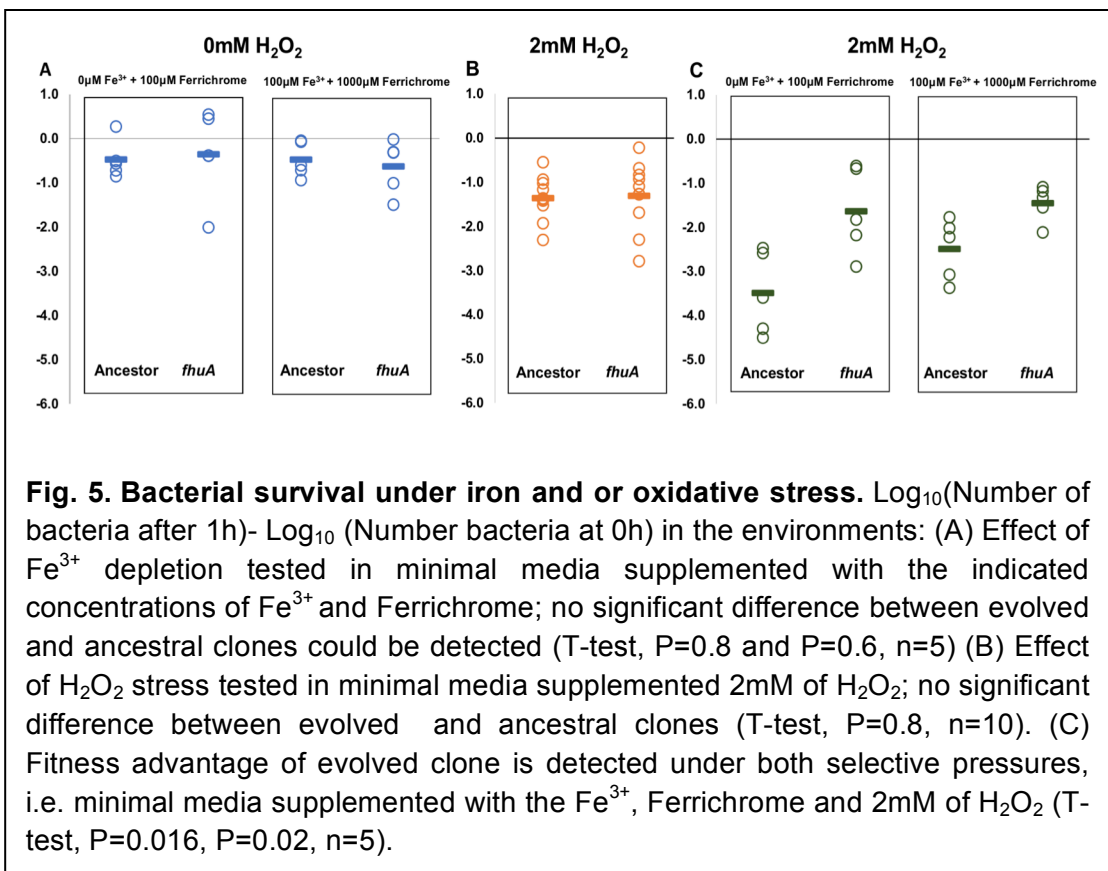 0mM H₂O₂
2mM H₂O₂
2mM H₂O₂
A
B
C
0µM Fe³⁺ + 100µM Ferrichrome
100µM Fe³⁺ + 1000µM Ferrichrome
0µM Fe³⁺ + 100µM Ferrichrome
100µM Fe³⁺ + 1000µM Ferrichrome
1.0
0.0
-1.0
-2.0
-3.0
-4.0
-5.0
-6.0
Ancestor fhuA
Ancestor fhuA
1.0
0.0
-1.0
-2.0
-3.0
-4.0
-5.0
-6.0
Ancestor fhuA
1.0
0.0
-1.0
-2.0
-3.0
-4.0
-5.0
-6.0
Ancestor fhuA
Ancestor fhuA
Fig. 5. Bacterial survival under iron and or oxidative stress. Log₁₀(Number of
bacteria after 1h)- Log₁₀ (Number bacteria at 0h) in the environments: (A) Effect of
Fe³⁺ depletion tested in minimal media supplemented with the indicated
concentrations of Fe³⁺ and Ferrichrome; no significant difference between evolved
and ancestral clones could be detected (T-test, P=0.8 and P=0.6, n=5) (B) Effect
of H₂O₂ stress tested in minimal media supplemented 2mM of H₂O₂; no significant
difference between evolved and ancestral clones (T-test, P=0.8, n=10). (C)
Fitness advantage of evolved clone is detected under both selective pressures,
i.e. minimal media supplemented with the Fe³⁺, Ferrichrome and 2mM of H₂O₂ (T-
test, P=0.016, P=0.02, n=5).